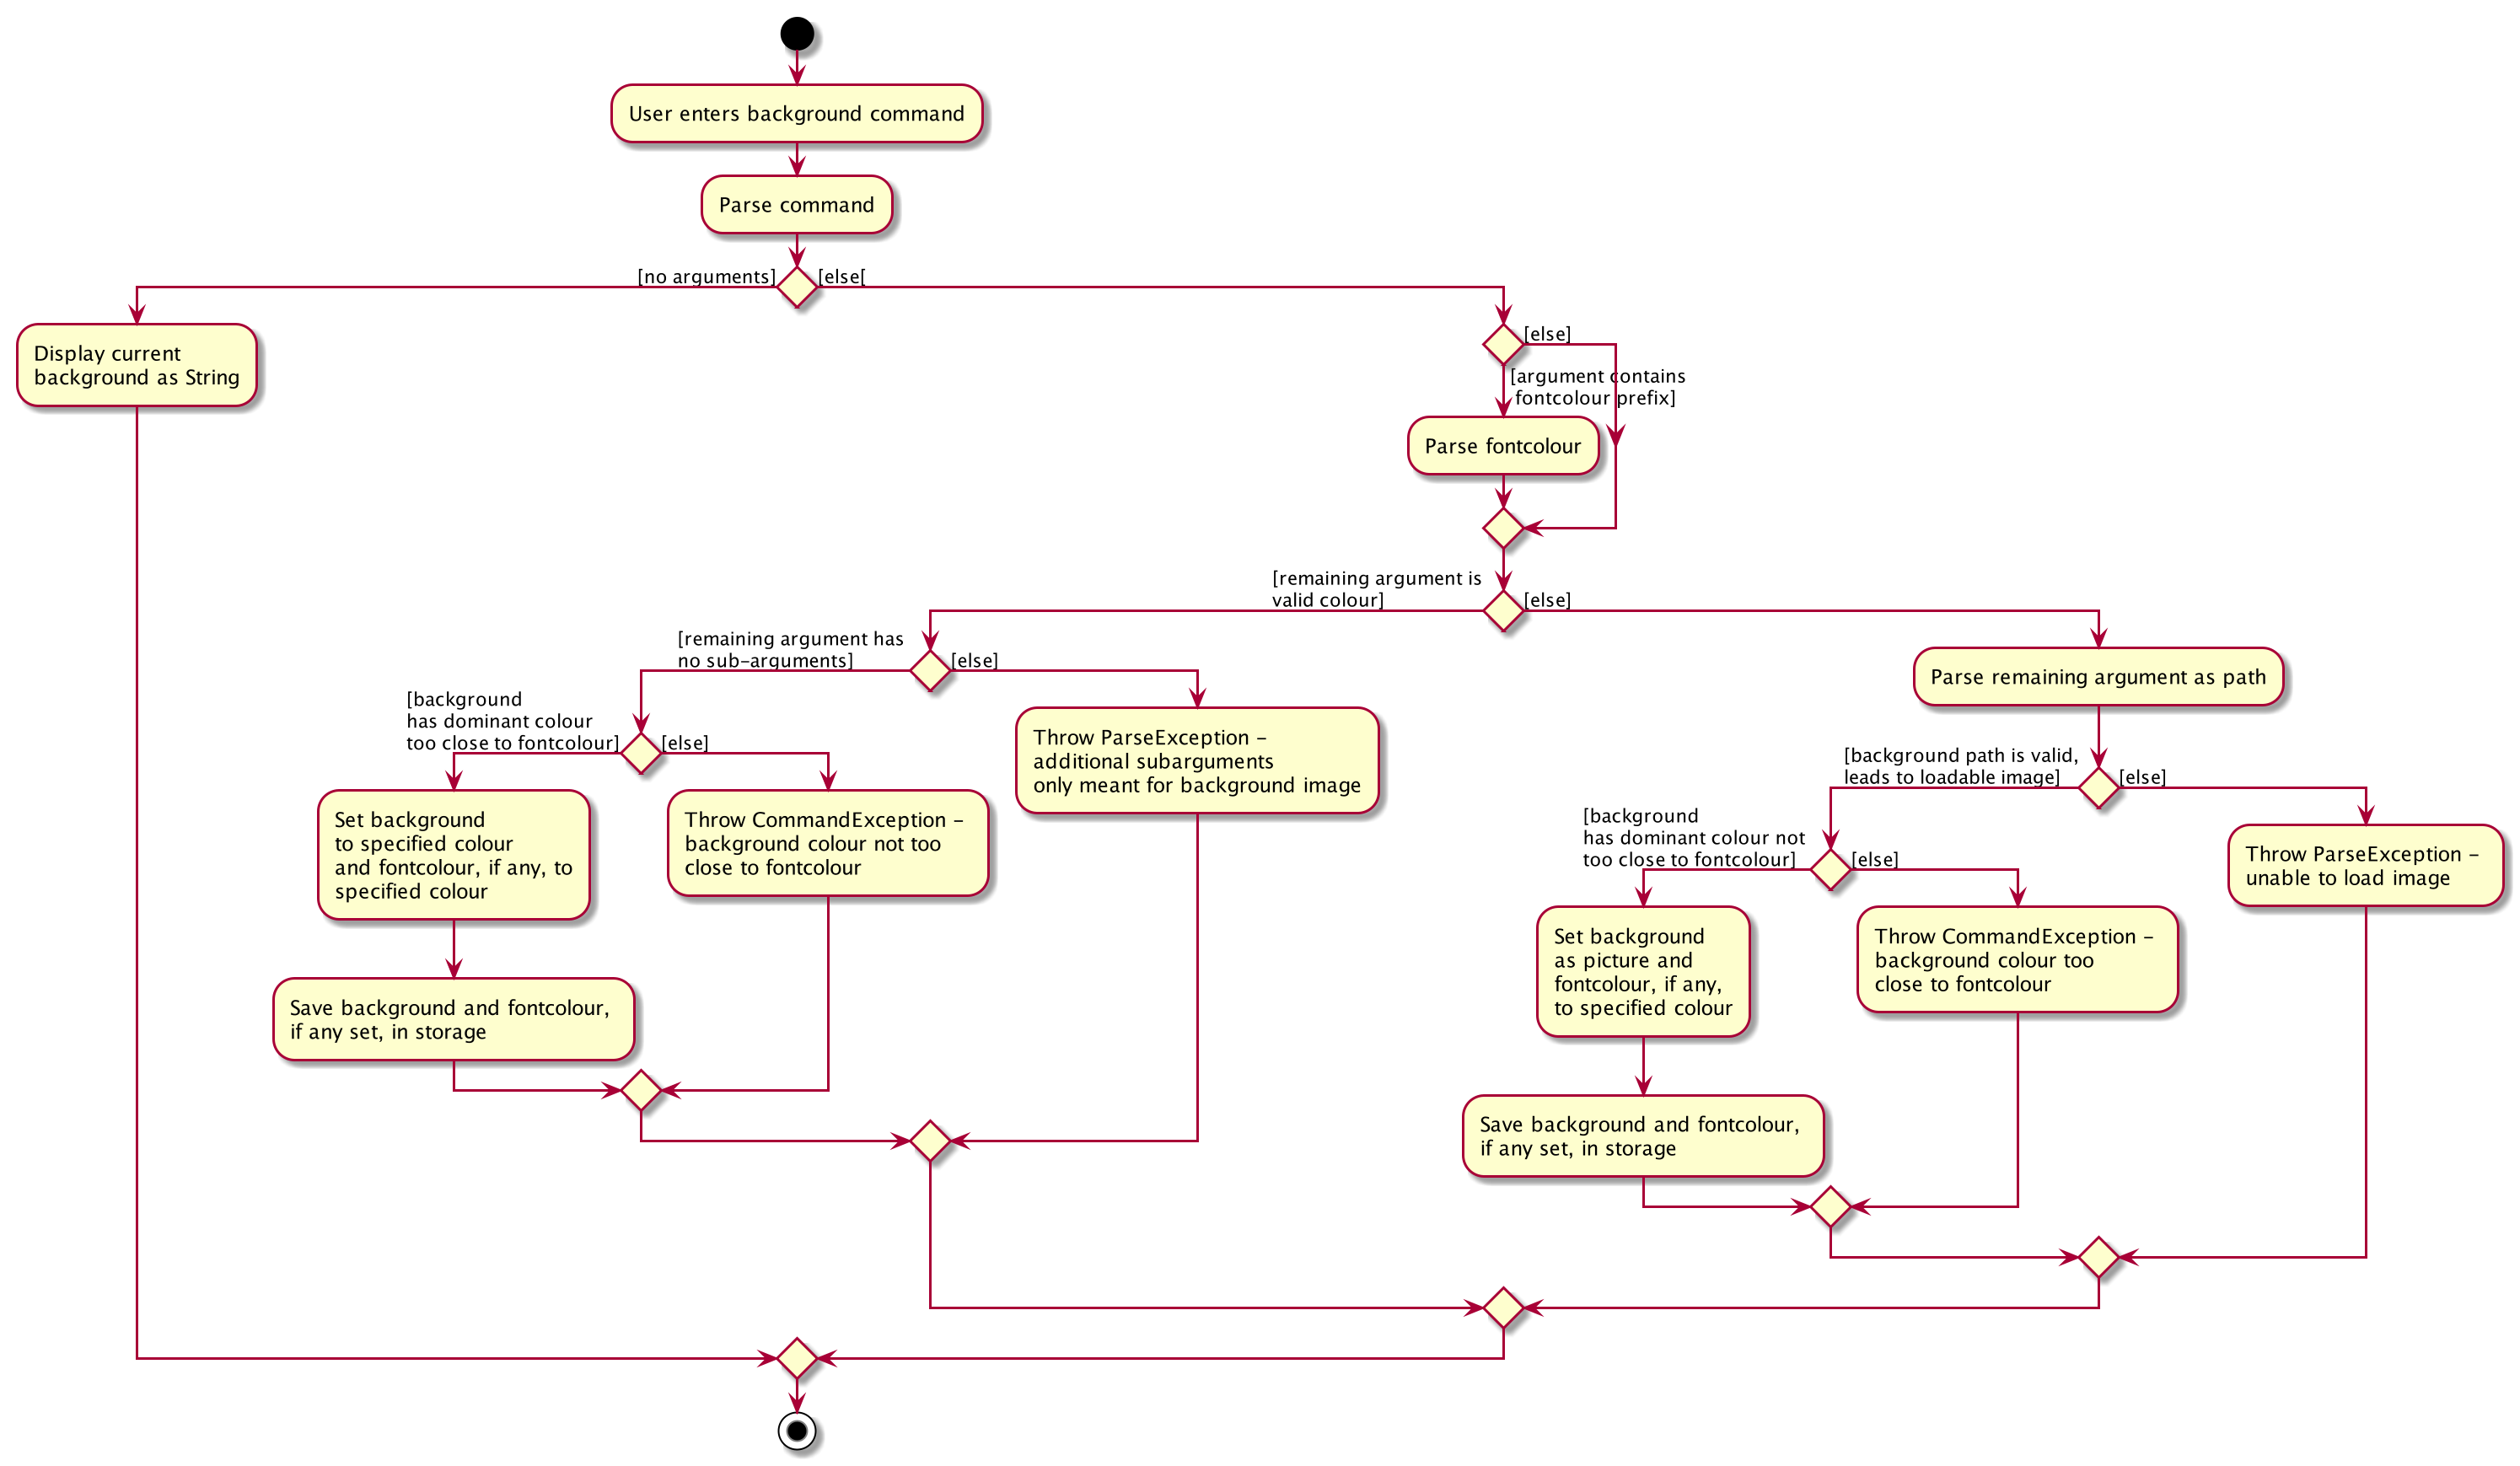 User enters background command
Parse command
[no arguments]
[else[
Display current
background as String
[else]
[argument contains
fontcolour prefix]
Parse fontcolour
[remaining argument is
valid colour]
[else]
[remaining argument has
no sub-arguments]
[else]
[background
has dominant colour
too close to fontcolour]
[else]
Set background
to specified colour
and fontcolour, if any, to
specified colour
Save background and fontcolour,
if any set, in storage
Throw CommandException -
background colour not too
close to fontcolour
Throw ParseException -
additional subarguments
only meant for background image
Parse remaining argument as path
[background path is valid,
leads to loadable image]
[else]
[background
has dominant colour not
too close to fontcolour]
[else]
Set background
as picture and
fontcolour, if any,
to specified colour
Save background and fontcolour,
if any set, in storage
Throw CommandException -
background colour too
close to fontcolour
Throw ParseException -
unable to load image